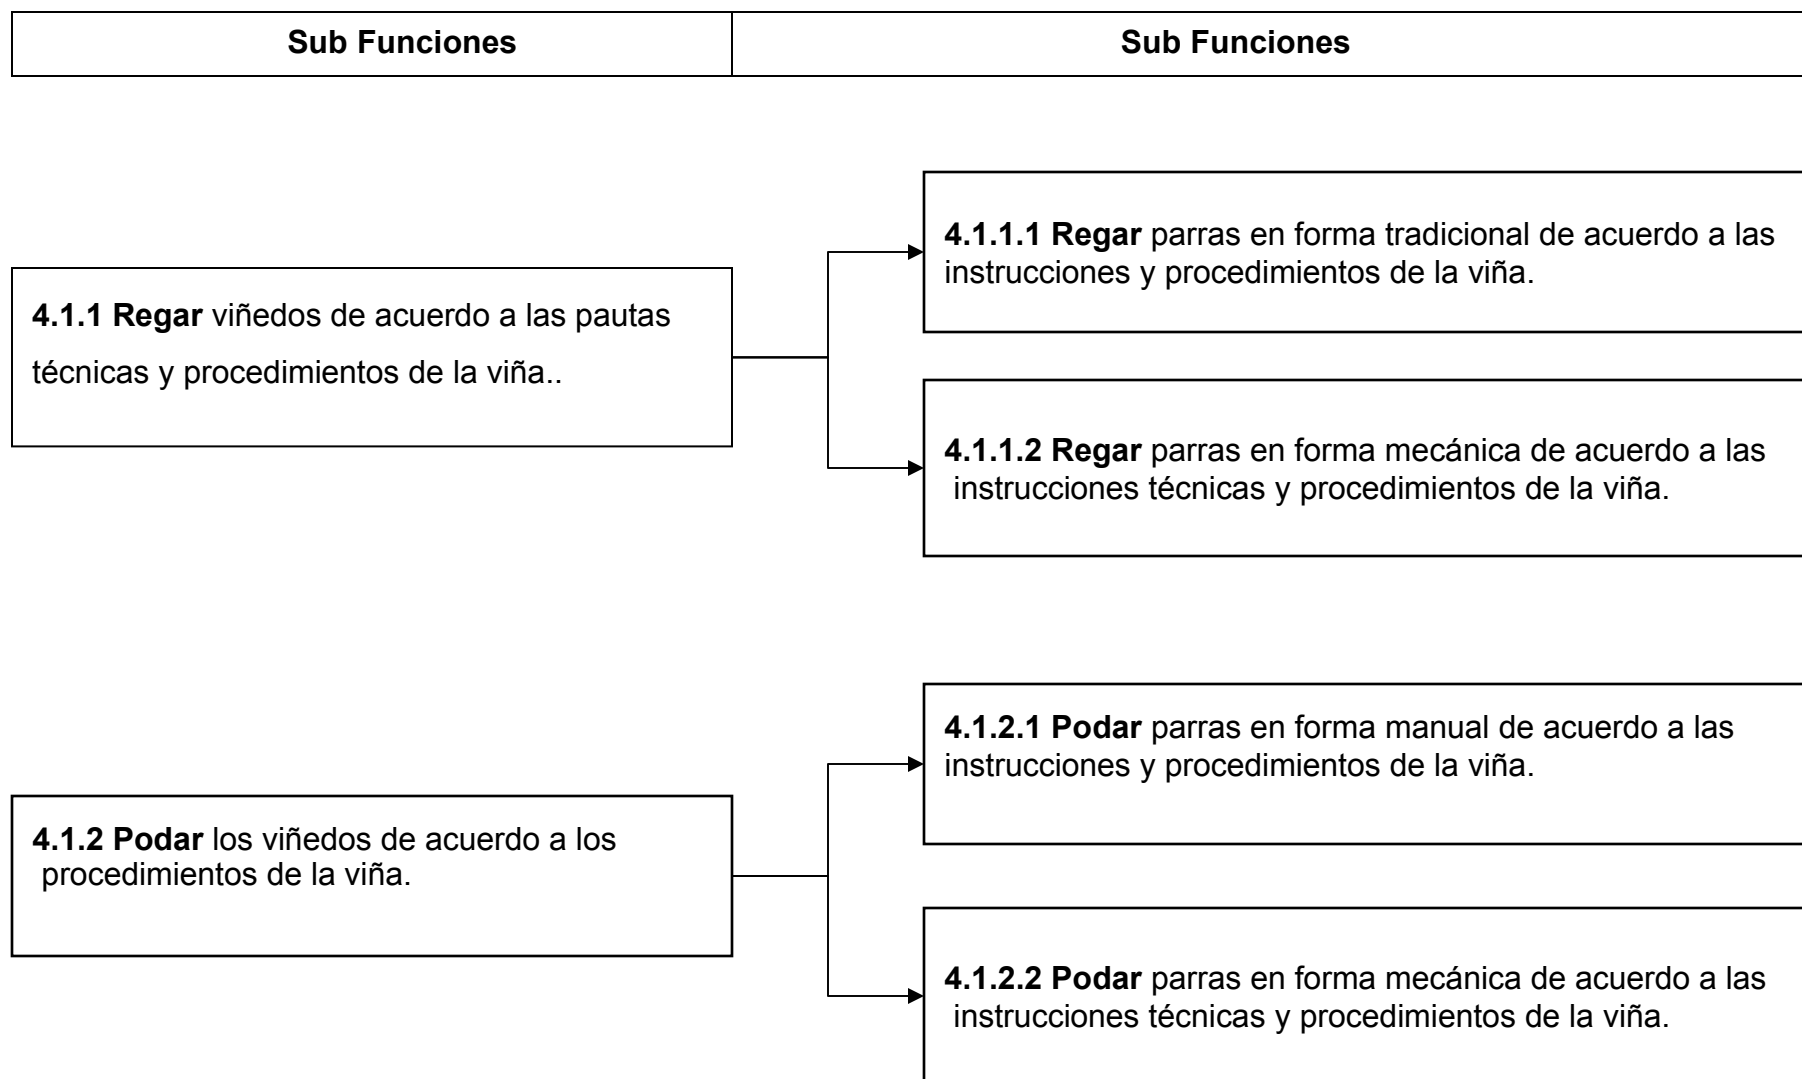 Sub Funciones
Sub Funciones
4.1.1 Regar viñedos de acuerdo a las pautas
técnicas y procedimientos de la viña..
4.1.1.1 Regar parras en forma tradicional de acuerdo a las
instrucciones y procedimientos de la viña.
4.1.1.2 Regar parras en forma mecánica de acuerdo a las
instrucciones técnicas y procedimientos de la viña.
4.1.2 Podar los viñedos de acuerdo a los
procedimientos de la viña.
4.1.2.1 Podar parras en forma manual de acuerdo a las
instrucciones y procedimientos de la viña.
4.1.2.2 Podar parras en forma mecánica de acuerdo a las
instrucciones técnicas y procedimientos de la viña.